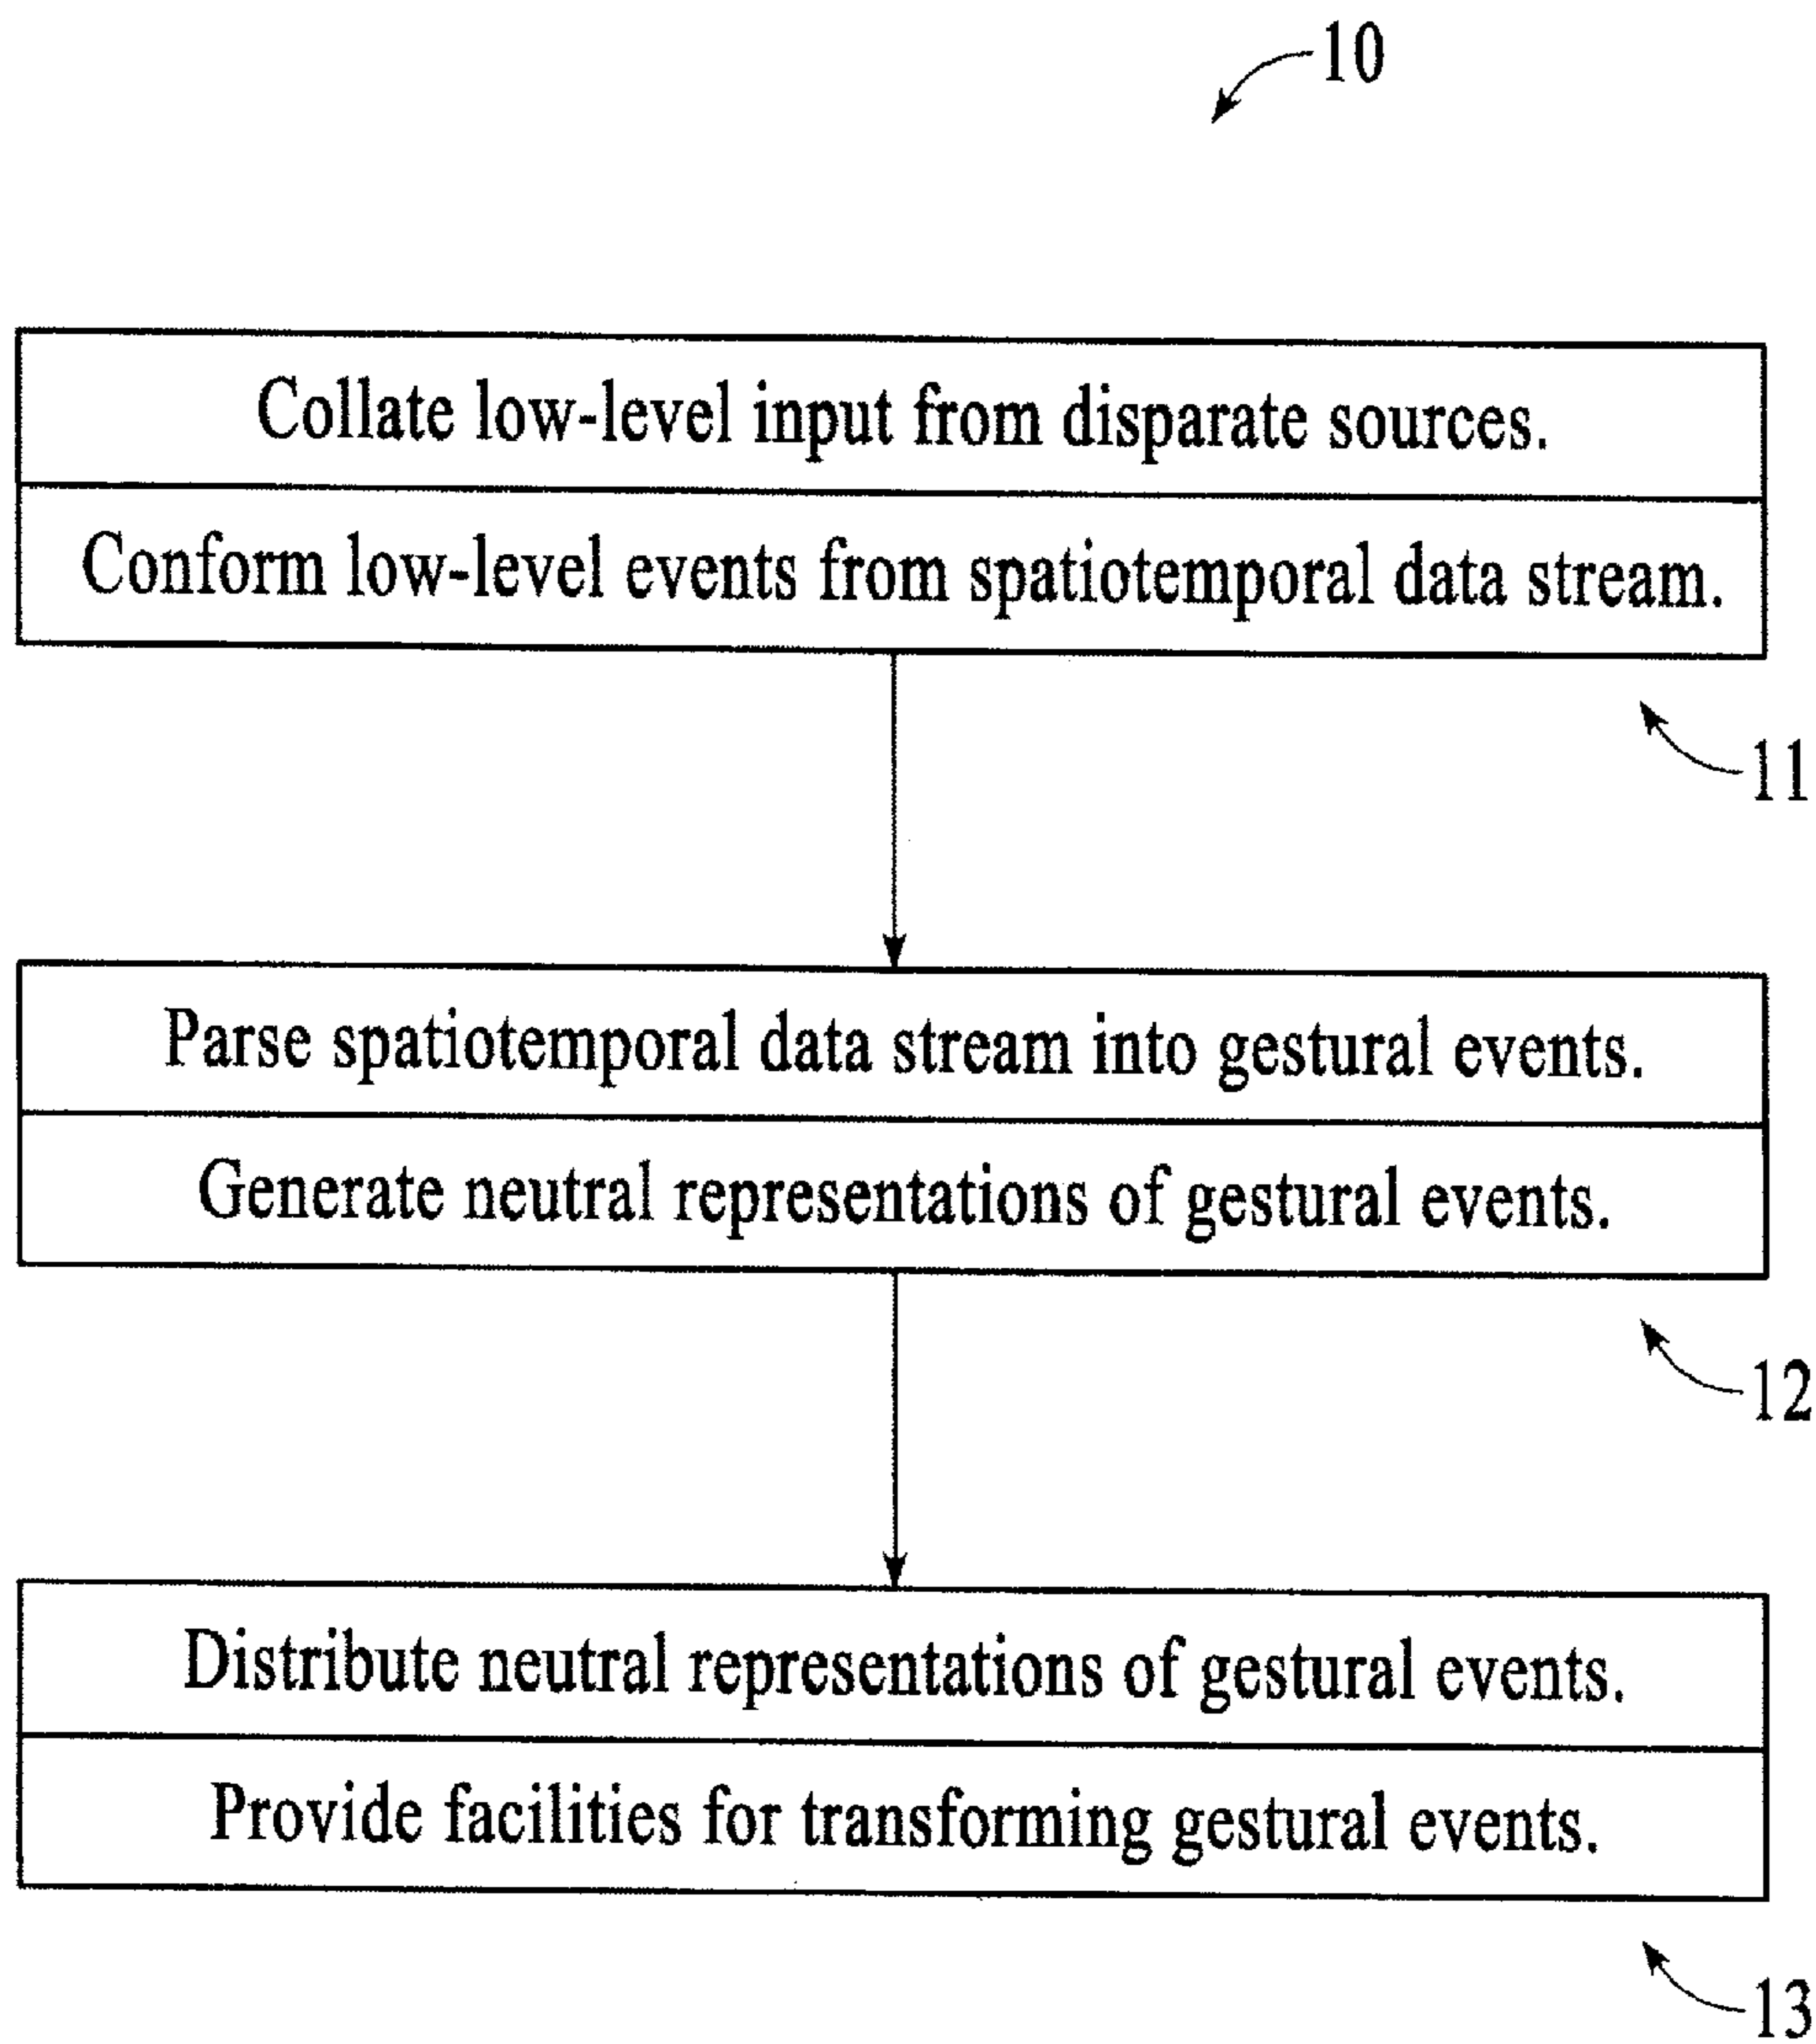 10
Collate low-level input from disparate sources.
Conform low-level events from spatiotemporal data stream.
11
Parse spatiotemporal data stream into gestural events.
Generate neutral representations of gestural events.
12
Distribute neutral representations of gestural events.
Provide facilities for transforming gestural events.
13